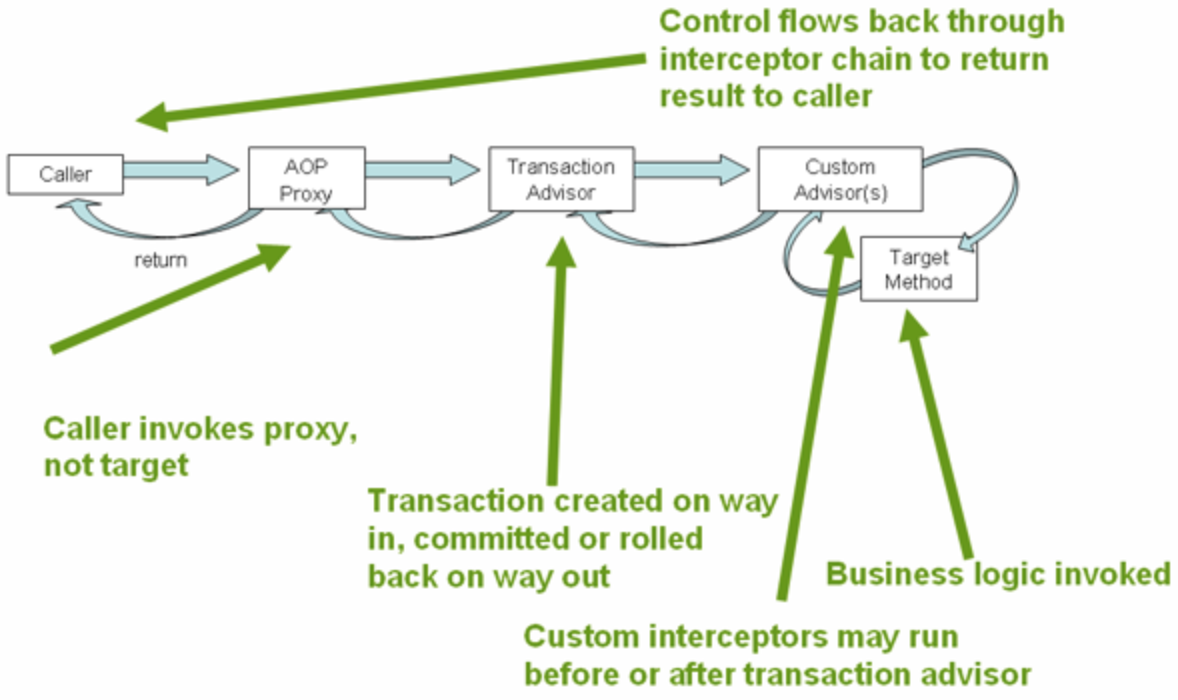 Control flows back through
interceptor chain to return
result to caller
Caller
AOP
Proxy
Transaction
Advisor
Custom
Advisor(s)
return
Target
Method
Caller invokes proxy,
not target
Transaction created on way
in, committed or rolled
back on way out
Business logic invoked
Custom interceptors may run
before or after transaction advisor